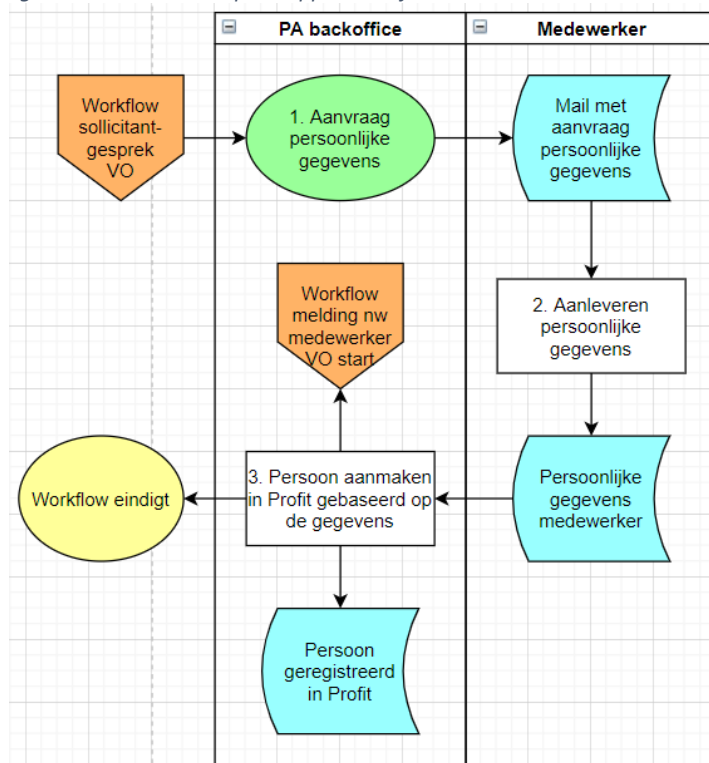 PA backoffice
Medewerker
Workflow
sollicitant-
gesprek
VO
1. Aanvraag
persoonlijke
gegevens
Mail met
aanvraag
persoonlijke
gegevens
Workflow
melding nw
medewerker
VO start
2. Aanleveren
persoonlijke
gegevens
Workflow eindigt
3. Persoon aanmaken
in Profit gebaseerd op
de gegevens
Persoonlijke
gegevens
medewerker
Persoon
geregistreerd
in Profit